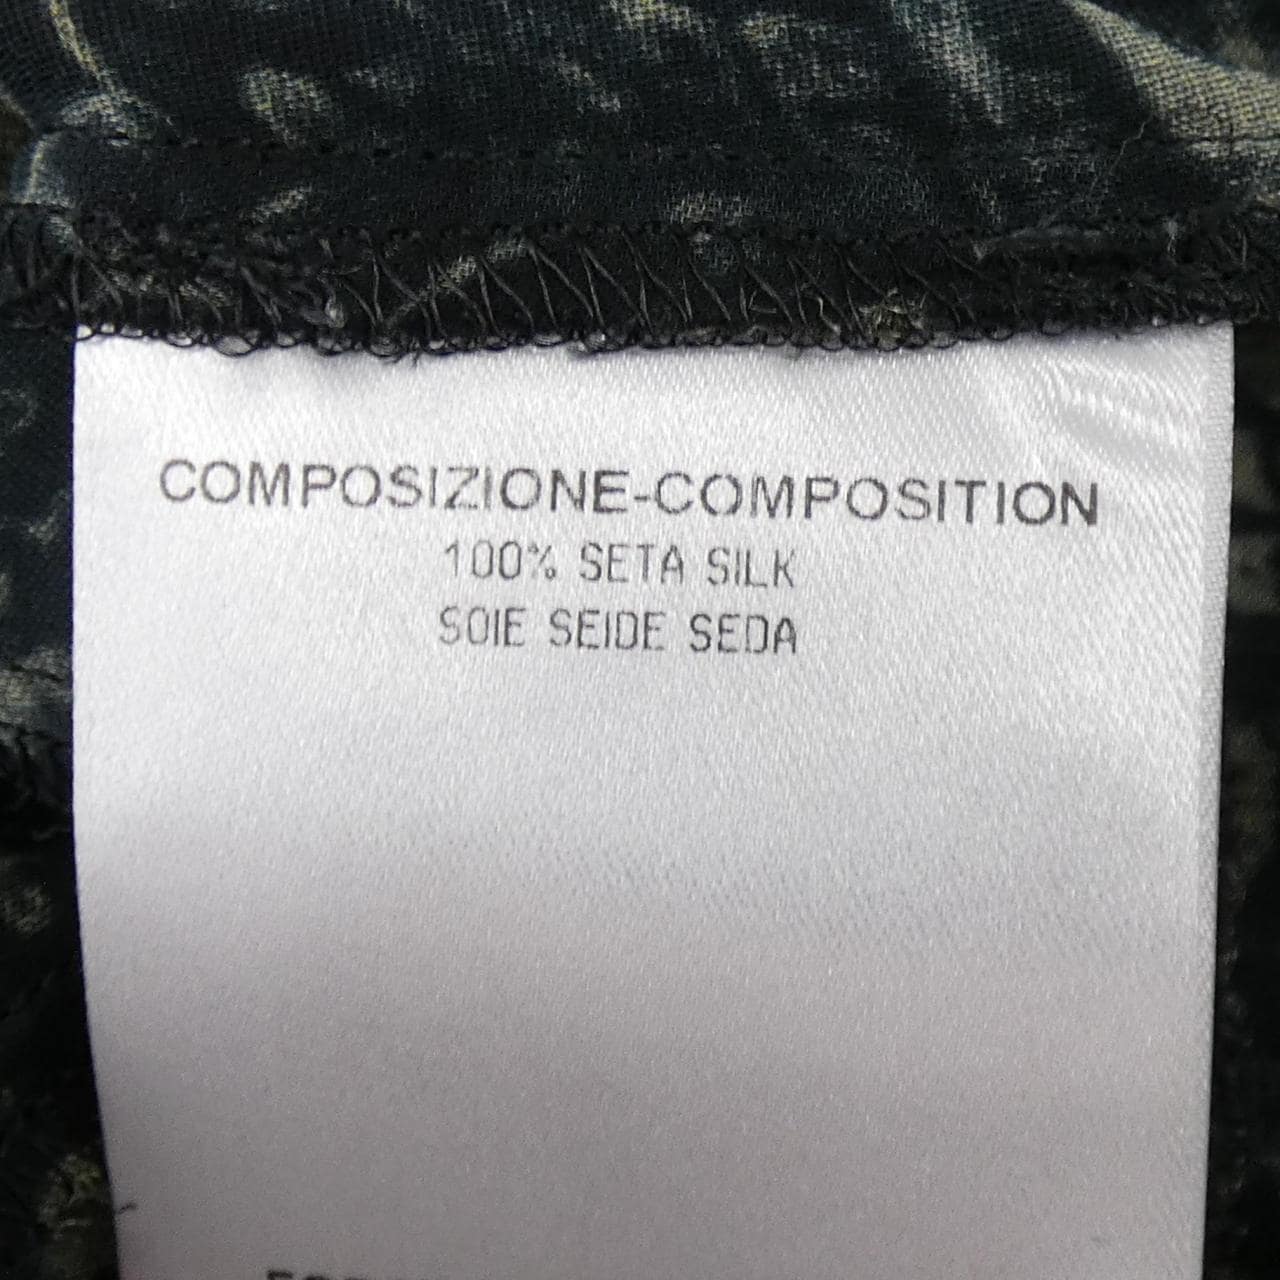 COMPOSIZIONE-COMPOSITION
100% SETA SILK
SOIE SEIDE SEDA